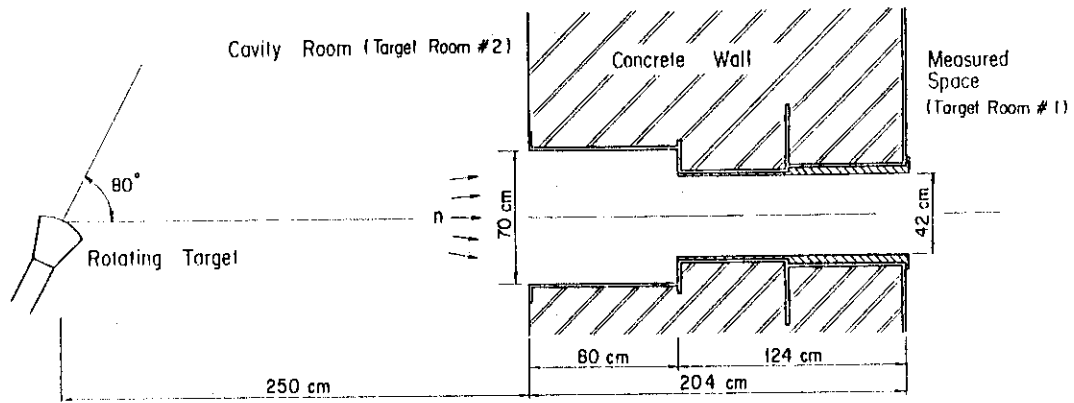 Cavity Room (Target Room #2)
Concrete Wall
Measured
Space
(Target Room #1)
80°
n
70 cm
42 cm
Rotating Target
80 cm
124 cm
250 cm
204 cm